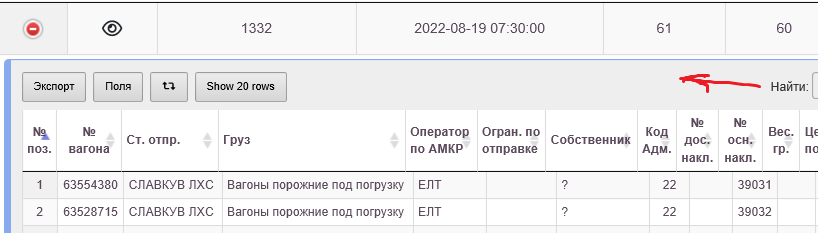 1332 2022-08-19 07:30:00 61 60
Экспорт Поля Show 20 rows Найти:
№ поз. № вагона Ст. отпр. Груз Оператор по АМКР Огран. по отправке Собственник Код Адм. № дос. накл. № осн. накл. Вес. гр.
1 63554380 СЛАВКУВ ЛХС Вагоны порожние под погрузку ЕЛТ ? 22 39031
2 63528715 СЛАВКУВ ЛХС Вагоны порожние под погрузку ЕЛТ ? 22 39032